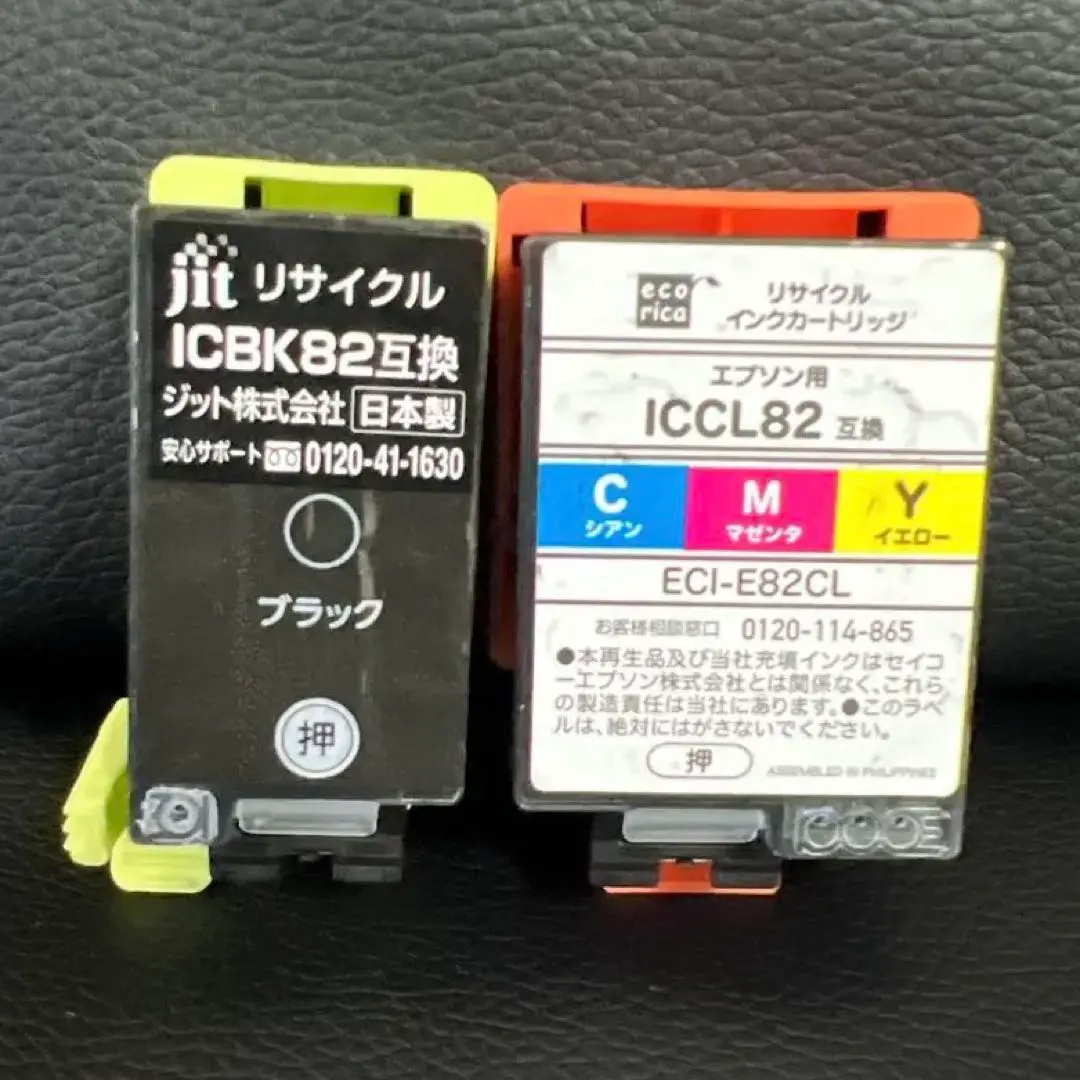 jit リサイクル
ICBK82互換
ジット株式会社 日本製
安心サポート 0120-41-1630
ブラック
押
eco
rica
リサイクル
インクカートリッジ
エプソン用
ICCL82 互換
C
シアン
M
マゼンタ
Y
イエロー
ECI-E82CL
お客様相談窓口 0120-114-865
●本再生品及び当社充填インクはセイコ
ーエプソン株式会社とは関係なく、これら
の製造責任は当社にあります。●このラベ
ルは、絶対にはがさないでください。
押
ASSEMBLED IN PHILIPPINES